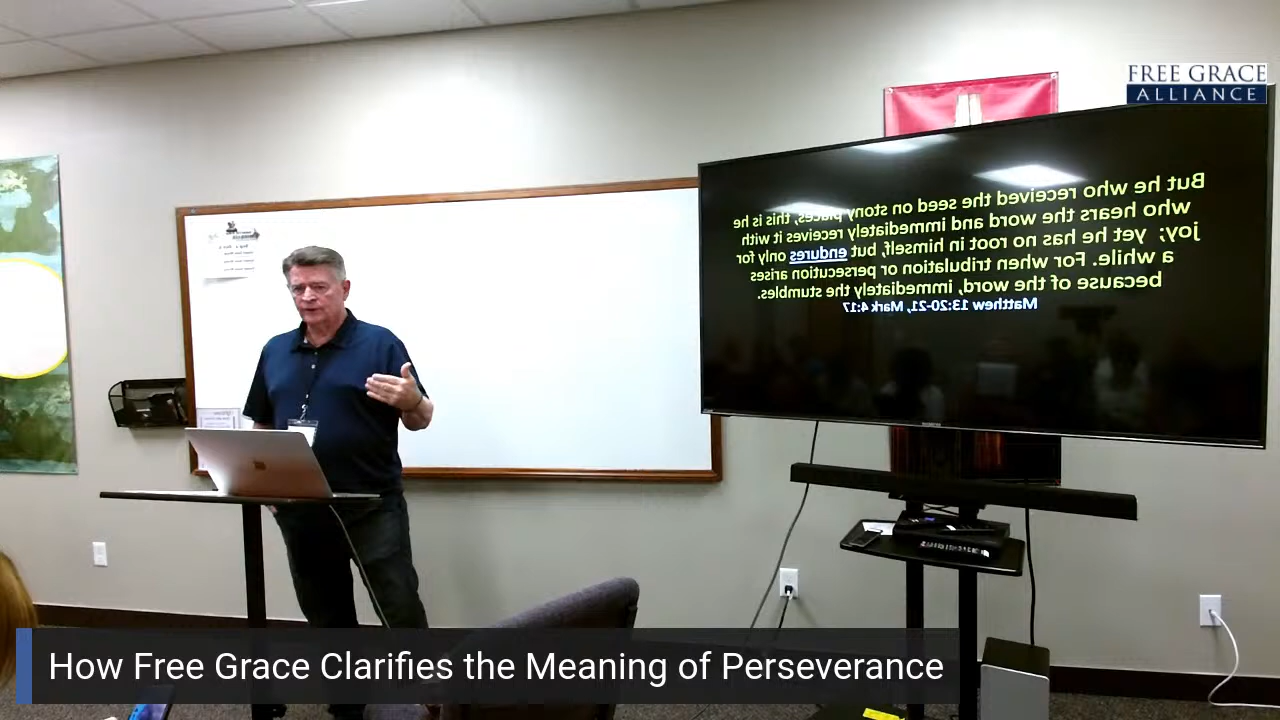 FREE GRACE
ALLIANCE
But he who received the seed on stony places, this is he
who hears the word and immediately receives it with
joy; yet he has no root in himself, but endures only for
a while. For when tribulation or persecution arises
because of the word, immediately the stumbles.
Matthew 13:20-21, Mark 4:17
How Free Grace Clarifies the Meaning of Perseverance